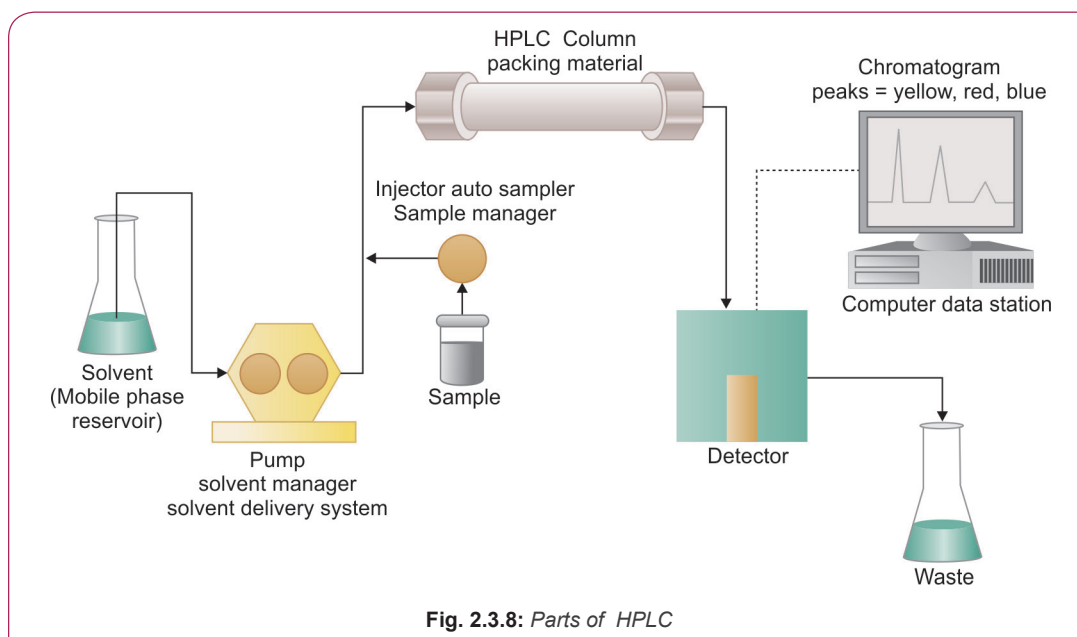 HPLC Column
packing material
Chromatogram
peaks = yellow, red, blue
Injector auto sampler
Sample manager
Computer data station
Solvent
(Mobile phase
reservoir)
Sample
Pump
solvent manager
solvent delivery system
Detector
Waste
Fig. 2.3.8: Parts of HPLC